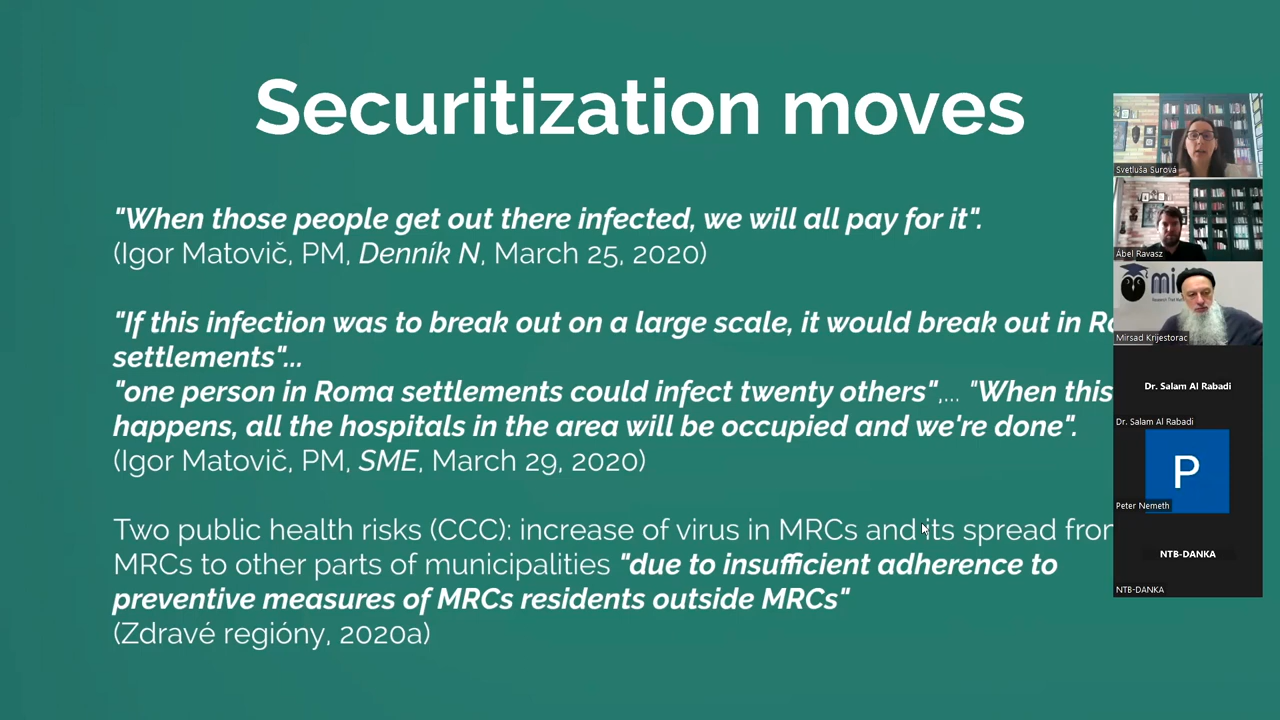 Securitization moves
"When those people get out there infected, we will all pay for it".
(Igor Matovič, PM, Denník N, March 25, 2020)
"If this infection was to break out on a large scale, it would break out in
settlements"...
"one person in Roma settlements could infect twenty others",... "When this
happens, all the hospitals in the area will be occupied and we're done".
(Igor Matovič, PM, SME, March 29, 2020)
Two public health risks (CCC): increase of virus in MRCs and its spread
MRCs to other parts of municipalities "due to insufficient adherence to
preventive measures of MRCs residents outside MRCs"
(Zdravé regióny, 2020a)
Svetluša Surová
Ábel Ravasz
Mirsad Krijestorac
Dr. Salam Al Rabadi
Dr. Salam Al Rabadi
P
Peter Nemeth
NTB-DANKA
NTB-DANKA